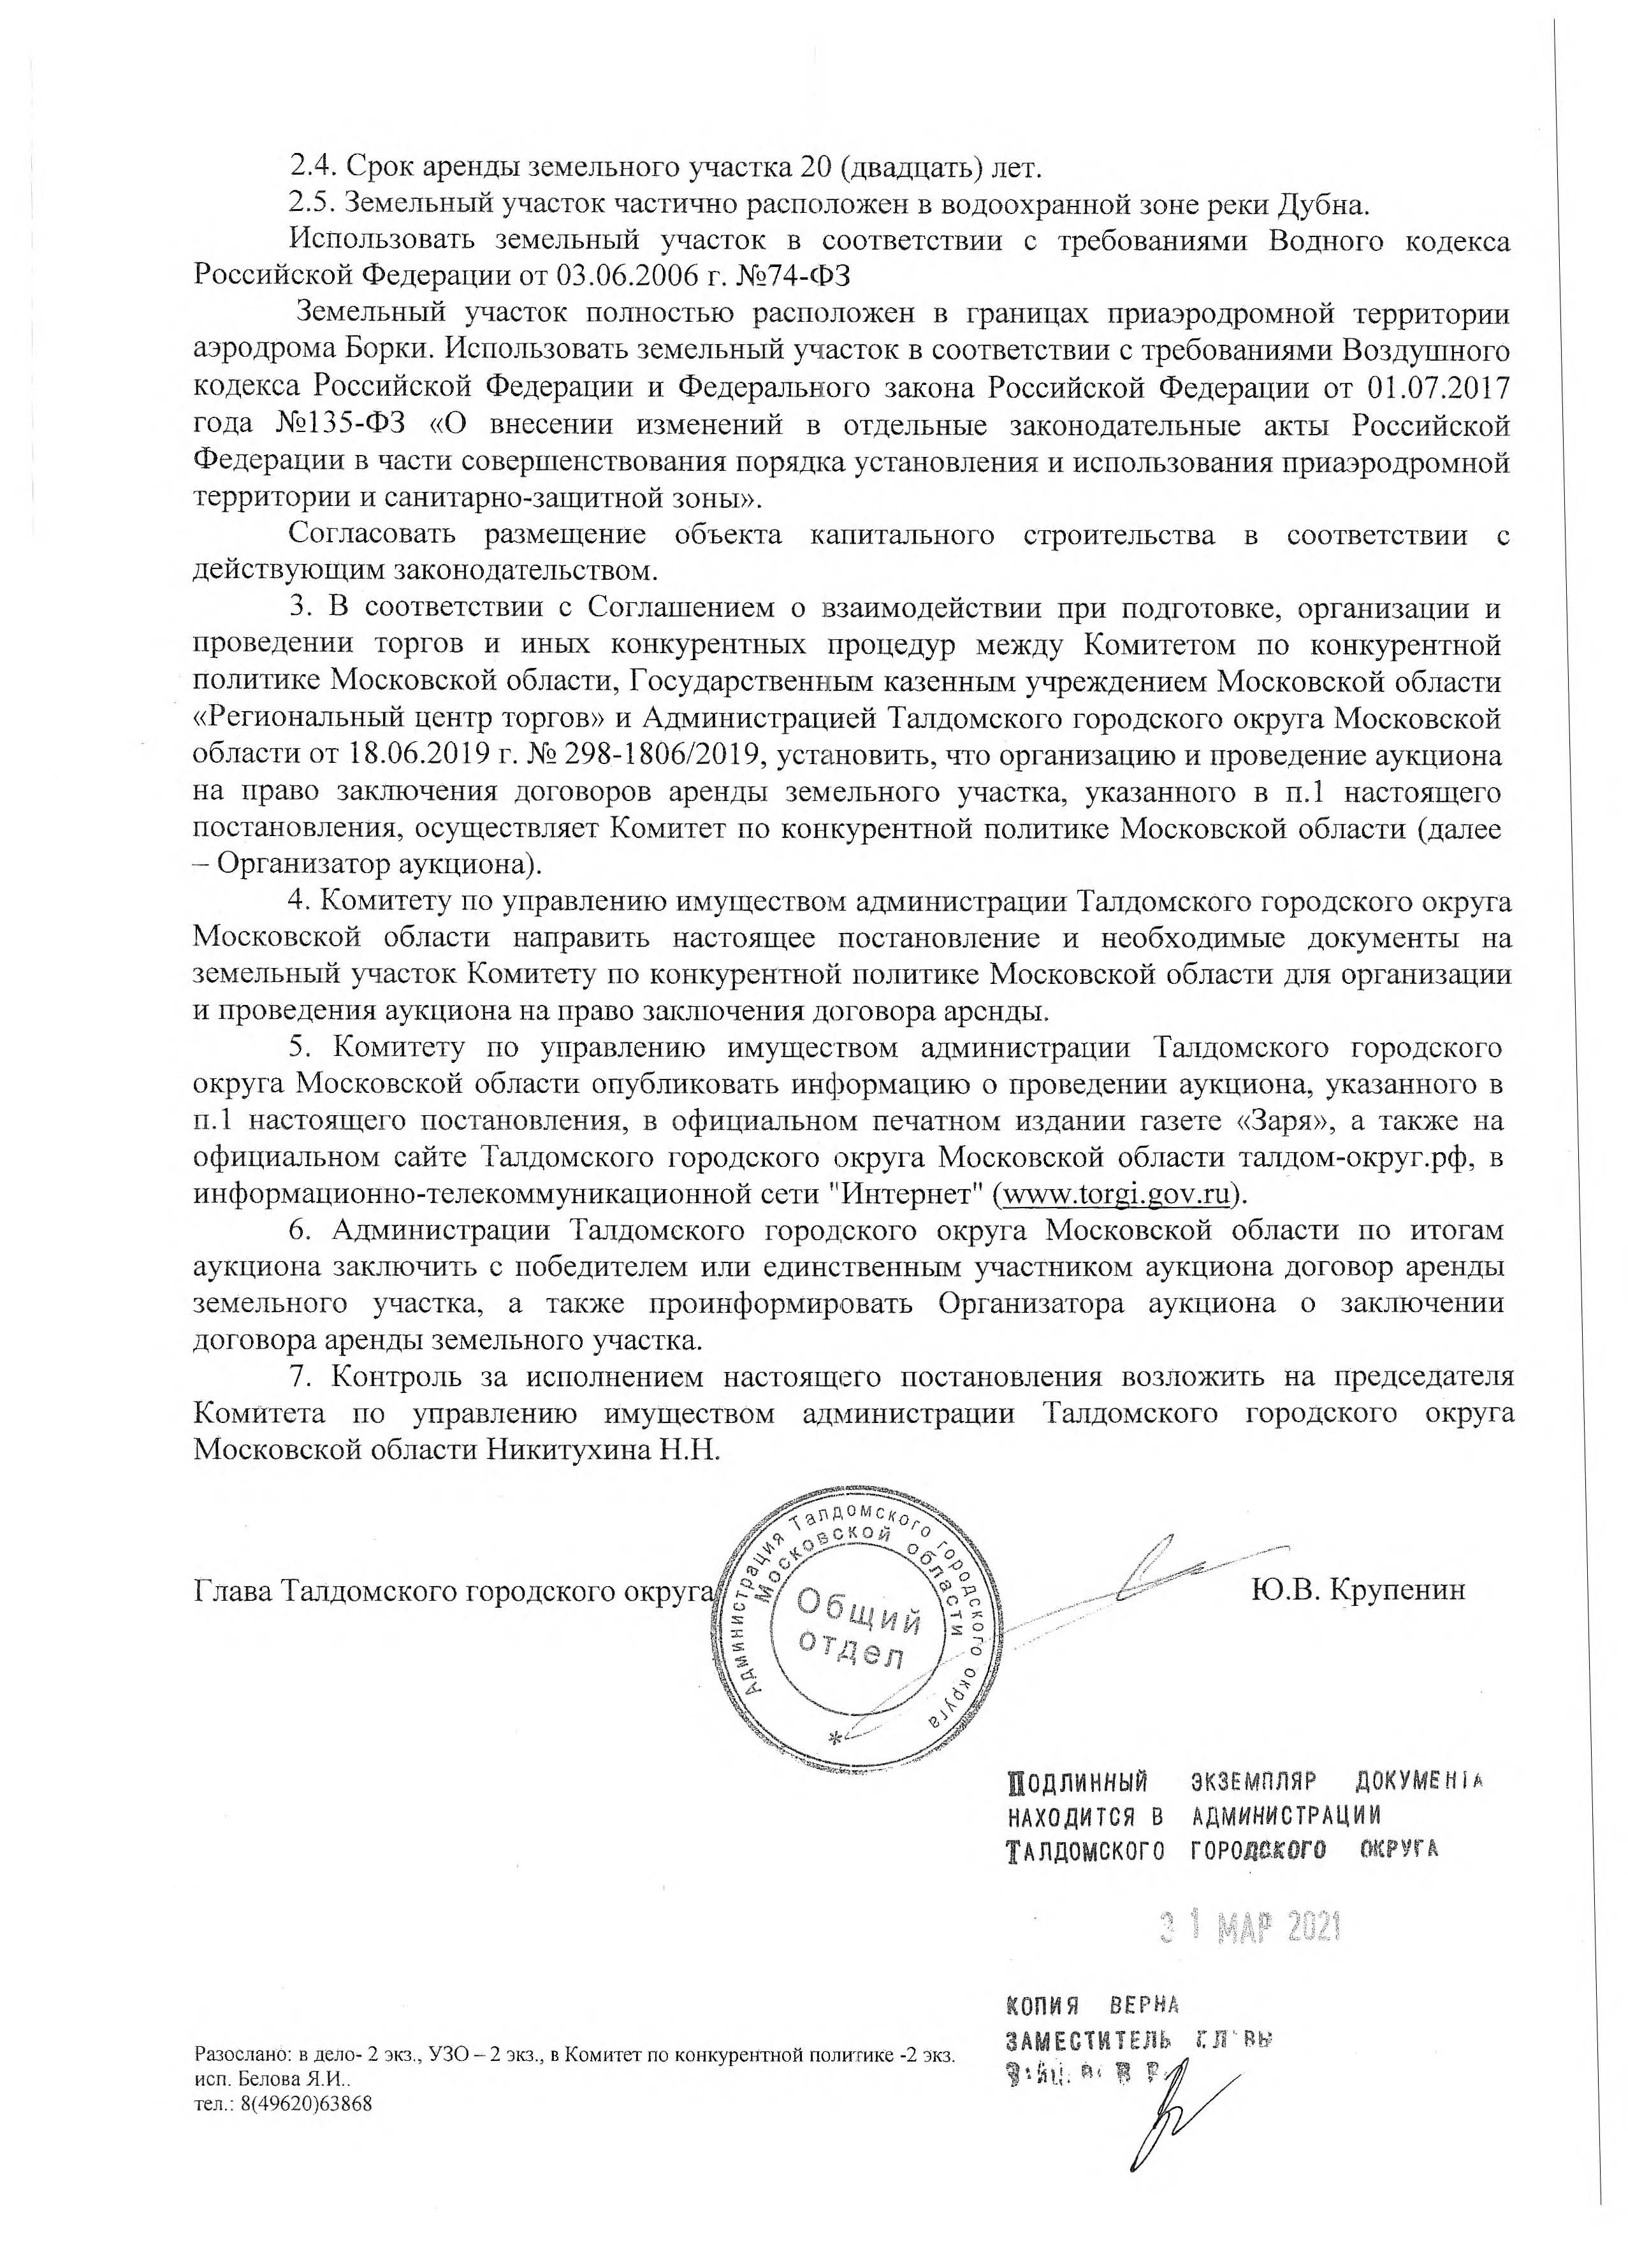 2.4. Срок аренды земельного участка 20 (двадцать) лет.
2.5. Земельный участок частично расположен в водоохранной зоне реки Дубна.
Использовать земельный участок в соответствии с требованиями Водного кодекса
Российской Федерации от 03.06.2006 г. №74-ФЗ
Земельный участок полностью расположен в границах приаэродромной территории
аэродрома Борки. Использовать земельный участок в соответствии с требованиями Воздушного
кодекса Российской Федерации и Федерального закона Российской Федерации от 01.07.2017
года №135-ФЗ «О внесении изменений в отдельные законодательные акты Российской
Федерации в части совершенствования порядка установления и использования приаэродромной
территории и санитарно-защитной зоны».
Согласовать размещение объекта капитального строительства в соответствии с
действующим законодательством.
3. В соответствии с Соглашением о взаимодействии при подготовке, организации и
проведении торгов и иных конкурентных процедур между Комитетом по конкурентной
политике Московской области, Государственным казенным учреждением Московской области
«Региональный центр торгов» и Администрацией Талдомского городского округа Московской
области от 18.06.2019 г. № 298-1806/2019, установить, что организацию и проведение аукциона
на право заключения договоров аренды земельного участка, указанного в п.1 настоящего
постановления, осуществляет Комитет по конкурентной политике Московской области (далее
– Организатор аукциона).
4. Комитету по управлению имуществом администрации Талдомского городского округа
Московской области направить настоящее постановление и необходимые документы на
земельный участок Комитету по конкурентной политике Московской области для организации
и проведения аукциона на право заключения договора аренды.
5. Комитету по управлению имуществом администрации Талдомского городского
округа Московской области опубликовать информацию о проведении аукциона, указанного в
п.1 настоящего постановления, в официальном печатном издании газете «Заря», а также на
официальном сайте Талдомского городского округа Московской области талдом-округ.рф, в
информационно-телекоммуникационной сети "Интернет" (www.torgi.gov.ru).
6. Администрации Талдомского городского округа Московской области по итогам
аукциона заключить с победителем или единственным участником аукциона договор аренды
земельного участка, а также проинформировать Организатора аукциона о заключении
договора аренды земельного участка.
7. Контроль за исполнением настоящего постановления возложить на председателя
Комитета по управлению имуществом администрации Талдомского городского округа
Московской области Никитухина Н.Н.
Глава Талдомского городского округа
Администрация Талдомского городского округа
Московской области
Общий
отдел
*
Ю.В. Крупенин
ПОДЛИННЫЙ ЭКЗЕМПЛЯР ДОКУМЕНТА
НАХОДИТСЯ В АДМИНИСТРАЦИИ
ТАЛДОМСКОГО ГОРОДСКОГО ОКРУГА
31 МАР 2021
КОПИЯ ВЕРНА
ЗАМЕСТИТЕЛЬ ГЛАВЫ
Разослано: в дело- 2 экз., УЗО – 2 экз., в Комитет по конкурентной политике -2 экз.
исп. Белова Я.И..
тел.: 8(49620)63868